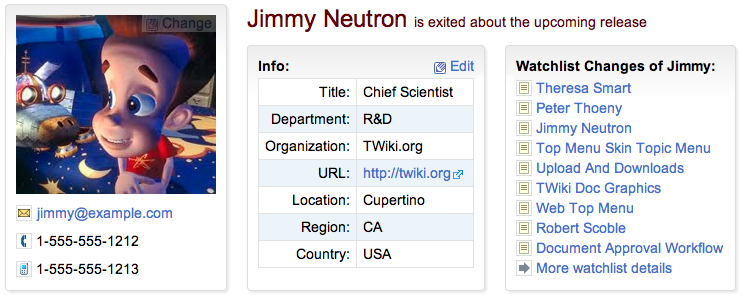 Change
jimmy@example.com
1-555-555-1212
1-555-555-1213
Jimmy Neutron is exited about the upcoming release
Info:
Edit
Title: Chief Scientist
Department: R&D
Organization: TWiki.org
URL: http://twiki.org
Location: Cupertino
Region: CA
Country: USA
Watchlist Changes of Jimmy:
Theresa Smart
Peter Thoeny
Jimmy Neutron
Top Menu Skin Topic Menu
Upload And Downloads
TWiki Doc Graphics
Web Top Menu
Robert Scoble
Document Approval Workflow
More watchlist details